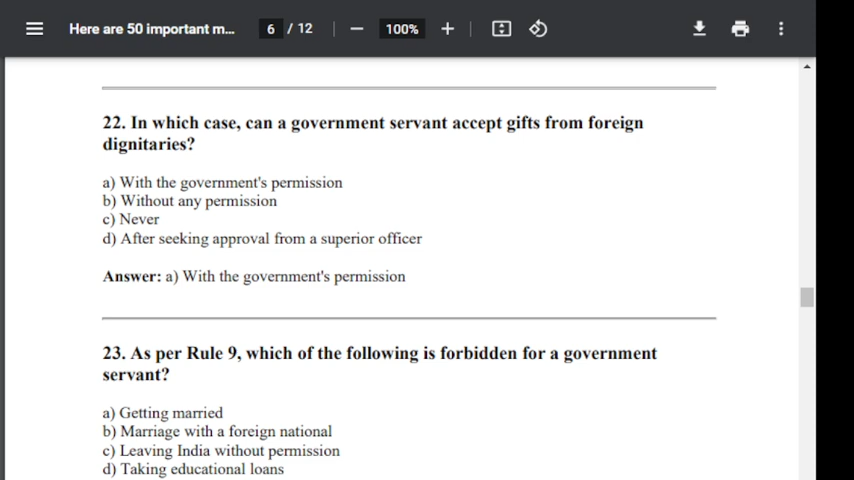 Here are 50 important m... 6 / 12 100%
22. In which case, can a government servant accept gifts from foreign
dignitaries?
a) With the government's permission
b) Without any permission
c) Never
d) After seeking approval from a superior officer
Answer: a) With the government's permission
23. As per Rule 9, which of the following is forbidden for a government
servant?
a) Getting married
b) Marriage with a foreign national
c) Leaving India without permission
d) Taking educational loans